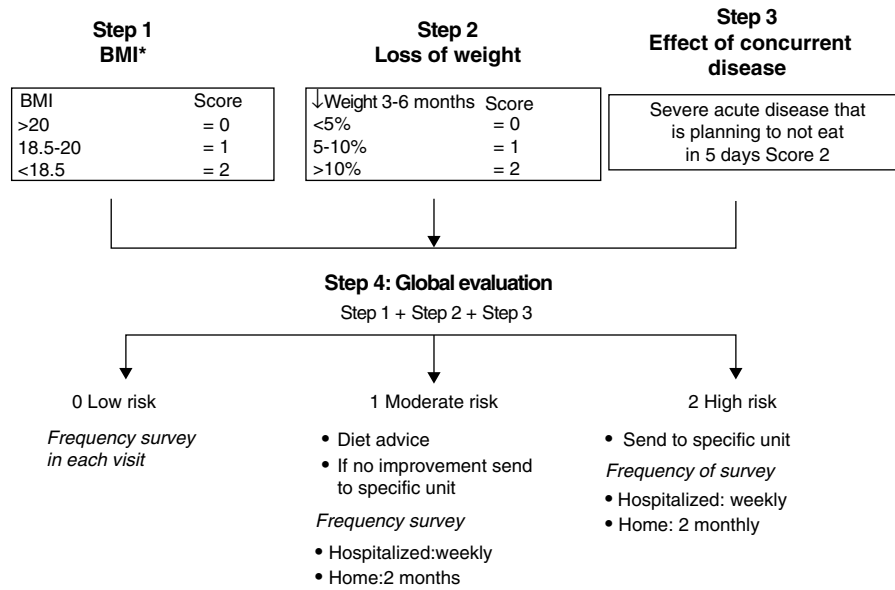 Step 1
BMI*
BMI Score
>20 = 0
18.5-20 = 1
<18.5 = 2
Step 2
Loss of weight
↓Weight 3-6 months Score
<5% = 0
5-10% = 1
>10% = 2
Step 3
Effect of concurrent
disease
Severe acute disease that
is planning to not eat
in 5 days Score 2
Step 4: Global evaluation
Step 1 + Step 2 + Step 3
0 Low risk
Frequency survey
in each visit
1 Moderate risk
• Diet advice
• If no improvement send
to specific unit
Frequency survey
• Hospitalized:weekly
• Home:2 months
2 High risk
• Send to specific unit
Frequency of survey
• Hospitalized: weekly
• Home: 2 monthly